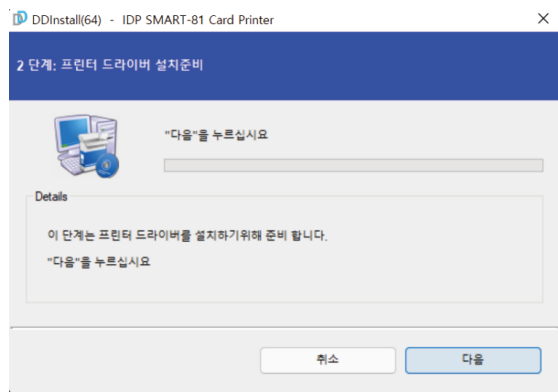 DDInstall(64) - IDP SMART-81 Card Printer
2 단계: 프린터 드라이버 설치준비
"다음"을 누르십시요
Details
이 단계는 프린터 드라이버를 설치하기위해 준비 합니다.
"다음"을 누르십시요
취소
다음